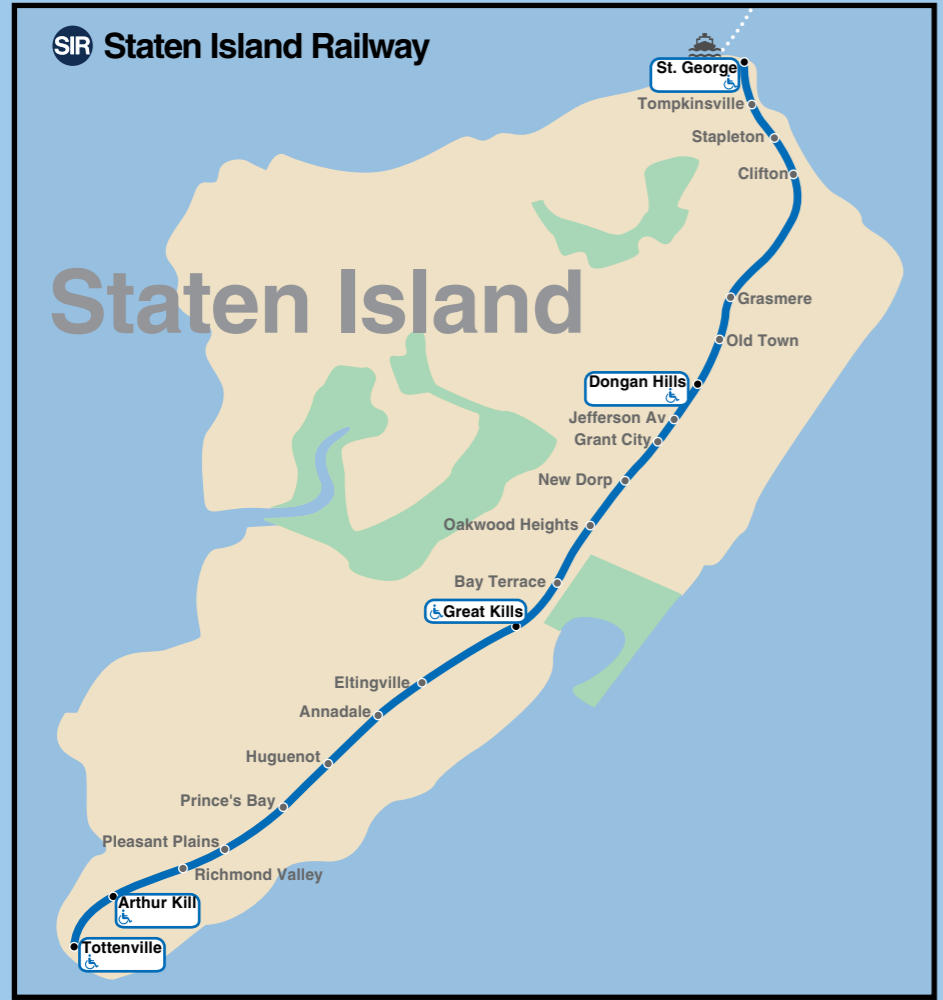 SIR Staten Island Railway
St. George
Tompkinsville
Stapleton
Clifton
Staten Island
Grasmere
Old Town
Dongan Hills
Jefferson Av
Grant City
New Dorp
Oakwood Heights
Bay Terrace
Great Kills
Eltingville
Annadale
Huguenot
Prince's Bay
Pleasant Plains
Richmond Valley
Arthur Kill
Tottenville